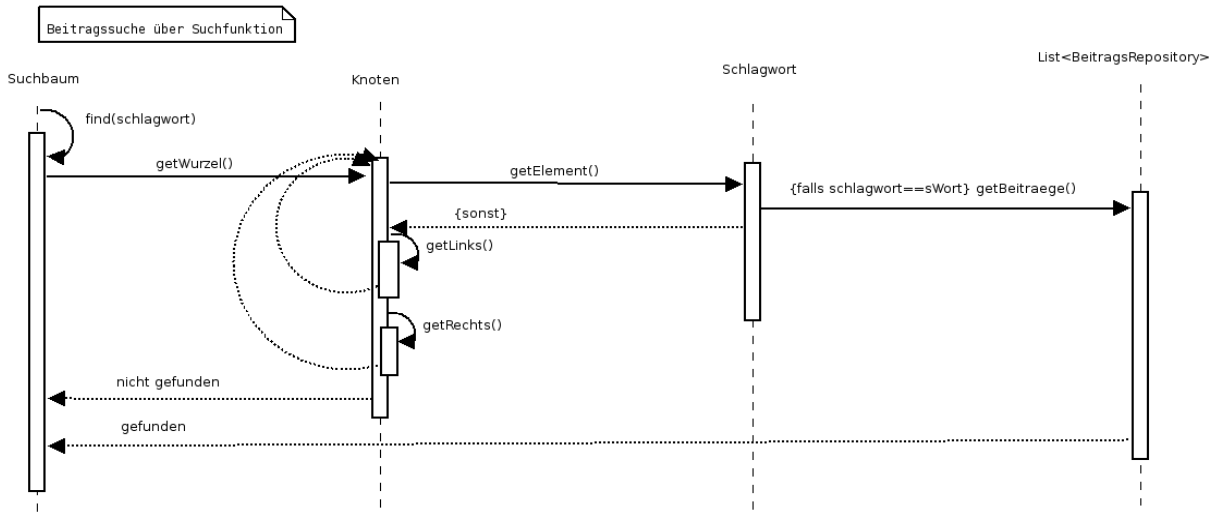 Beitragssuche über Suchfunktion
Suchbaum
Knoten
Schlagwort
List<BeitragsRepository>
find(schlagwort)
getWurzel()
getElement()
{falls schlagwort==sWort} getBeitraege()
{sonst}
getLinks()
getRechts()
nicht gefunden
gefunden